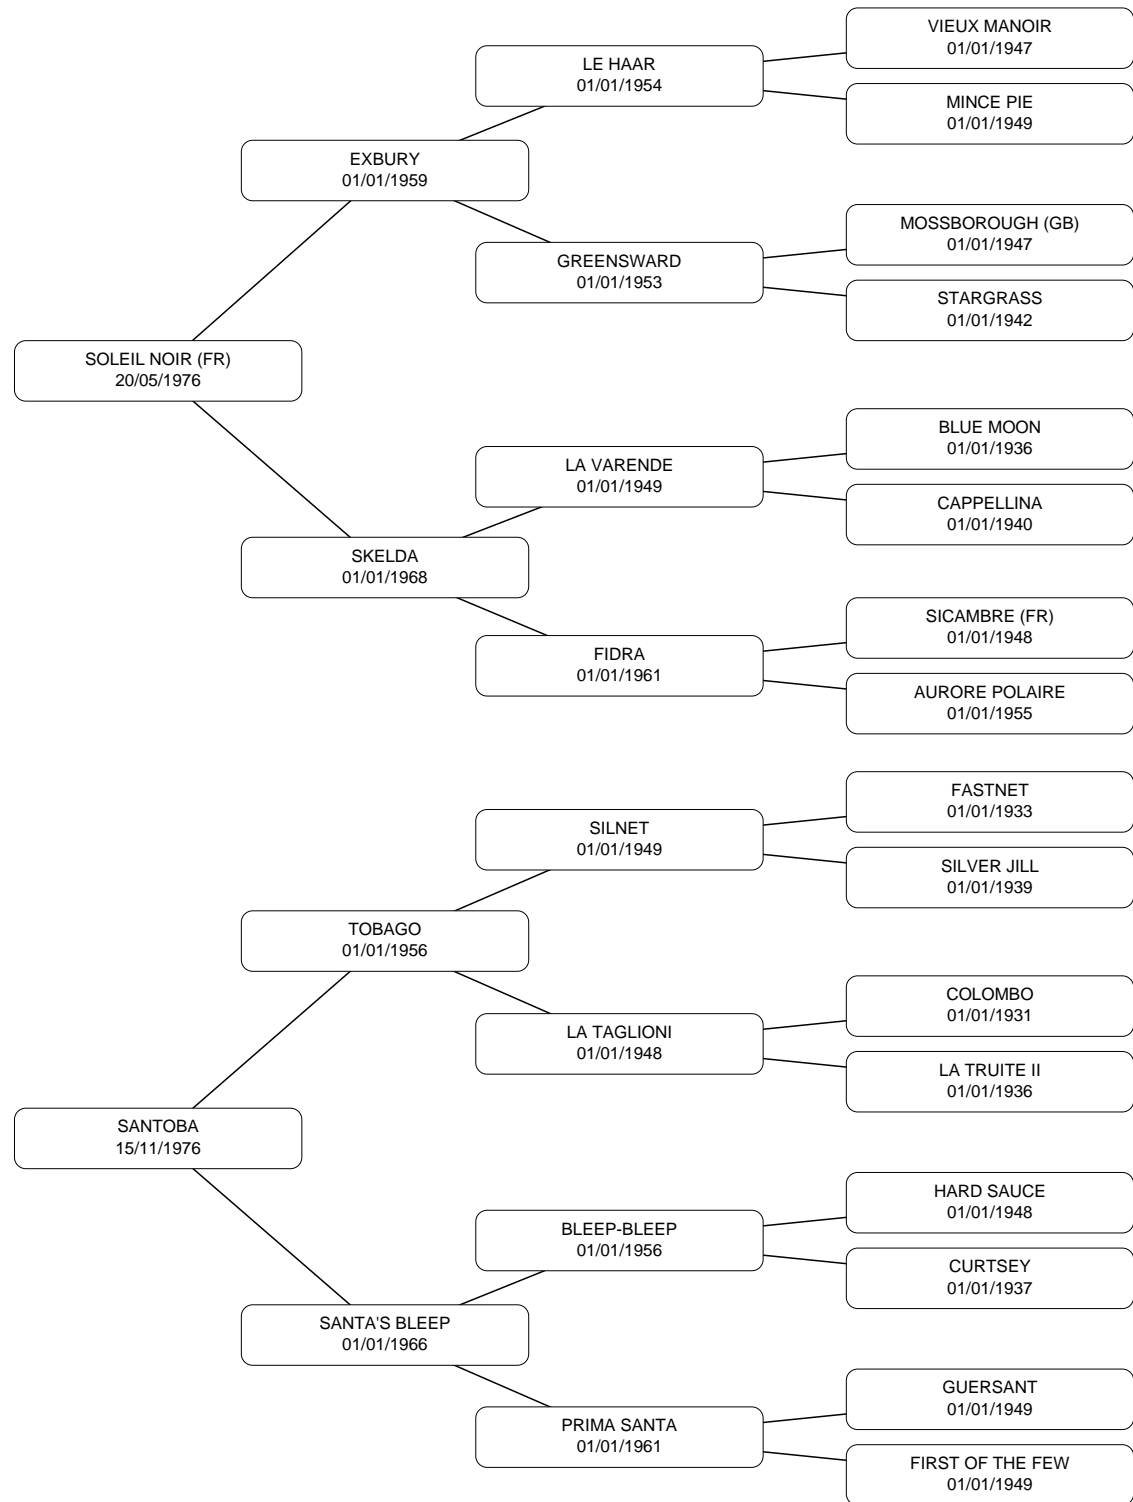 VIEUX MANOIR
01/01/1947
LE HAAR
01/01/1954
MINCE PIE
01/01/1949
EXBURY
01/01/1959
MOSSBOROUGH (GB)
01/01/1947
GREENSWARD
01/01/1953
STARGRASS
01/01/1942
SOLEIL NOIR (FR)
20/05/1976
BLUE MOON
01/01/1936
LA VARENDE
01/01/1949
CAPPELLINA
01/01/1940
SKELDA
01/01/1968
SICAMBRE (FR)
01/01/1948
FIDRA
01/01/1961
AURORE POLAIRE
01/01/1955
FASTNET
01/01/1933
SILNET
01/01/1949
SILVER JILL
01/01/1939
TOBAGO
01/01/1956
COLOMBO
01/01/1931
LA TAGLIONI
01/01/1948
LA TRUITE II
01/01/1936
SANTOBA
15/11/1976
HARD SAUCE
01/01/1948
BLEEP-BLEEP
01/01/1956
CURTSEY
01/01/1937
SANTA'S BLEEP
01/01/1966
GUERSANT
01/01/1949
PRIMA SANTA
01/01/1961
FIRST OF THE FEW
01/01/1949